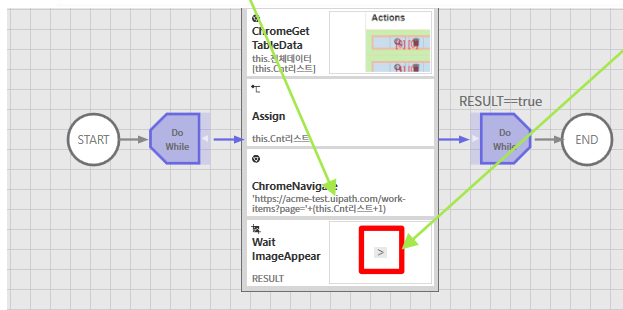 Actions
ChromeGet
TableData
this.전체데이터
[this.Cnt리스트]
Assign
this.Cnt리스트
RESULT==true
START
Do
While
Do
While
END
ChromeNavigate
'https://acme-test.uipath.com/work-
items?page='+(this.Cnt리스트+1)
Wait
ImageAppear
>
RESULT